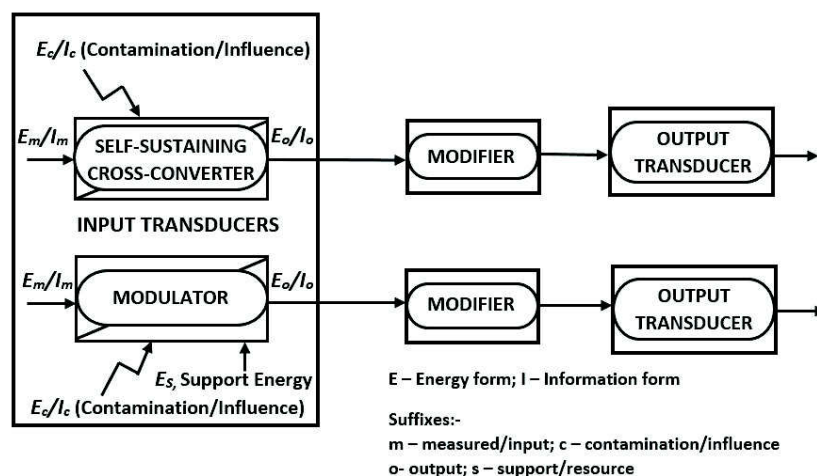 Ec/Ic (Contamination/Influence)
Em/Im
SELF-SUSTAINING
CROSS-CONVERTER
Eo/Io
MODIFIER
OUTPUT
TRANSDUCER
INPUT TRANSDUCERS
Em/Im
MODULATOR
Eo/Io
MODIFIER
OUTPUT
TRANSDUCER
ES, Support Energy
Ec/Ic (Contamination/Influence)
E – Energy form; I – Information form
Suffixes:-
m – measured/input; c – contamination/influence
o- output; s – support/resource